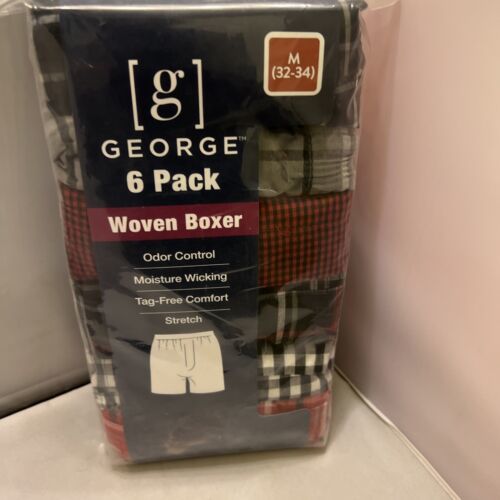 M
(32-34)
[g]
GEORGE™
6 Pack
Woven Boxer
Odor Control
Moisture Wicking
Tag-Free Comfort
Stretch